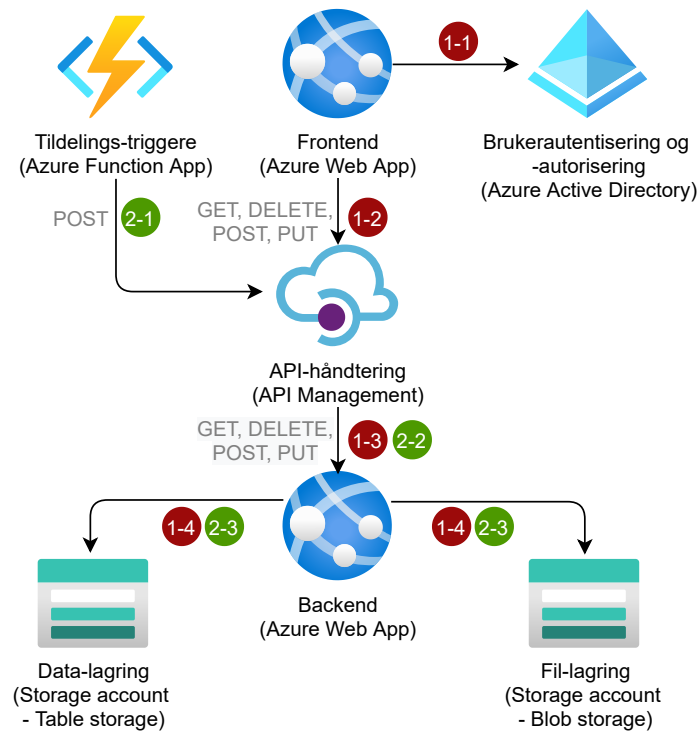 1-1
Tildelings-triggere
(Azure Function App)
Frontend
(Azure Web App)
Brukerautentisering og
-autorisering
(Azure Active Directory)
POST
2-1
GET, DELETE,
POST, PUT
1-2
API-håndtering
(API Management)
GET, DELETE,
POST, PUT
1-3
2-2
1-4
2-3
1-4
2-3
Backend
(Azure Web App)
Data-lagring
(Storage account
- Table storage)
Fil-lagring
(Storage account
- Blob storage)